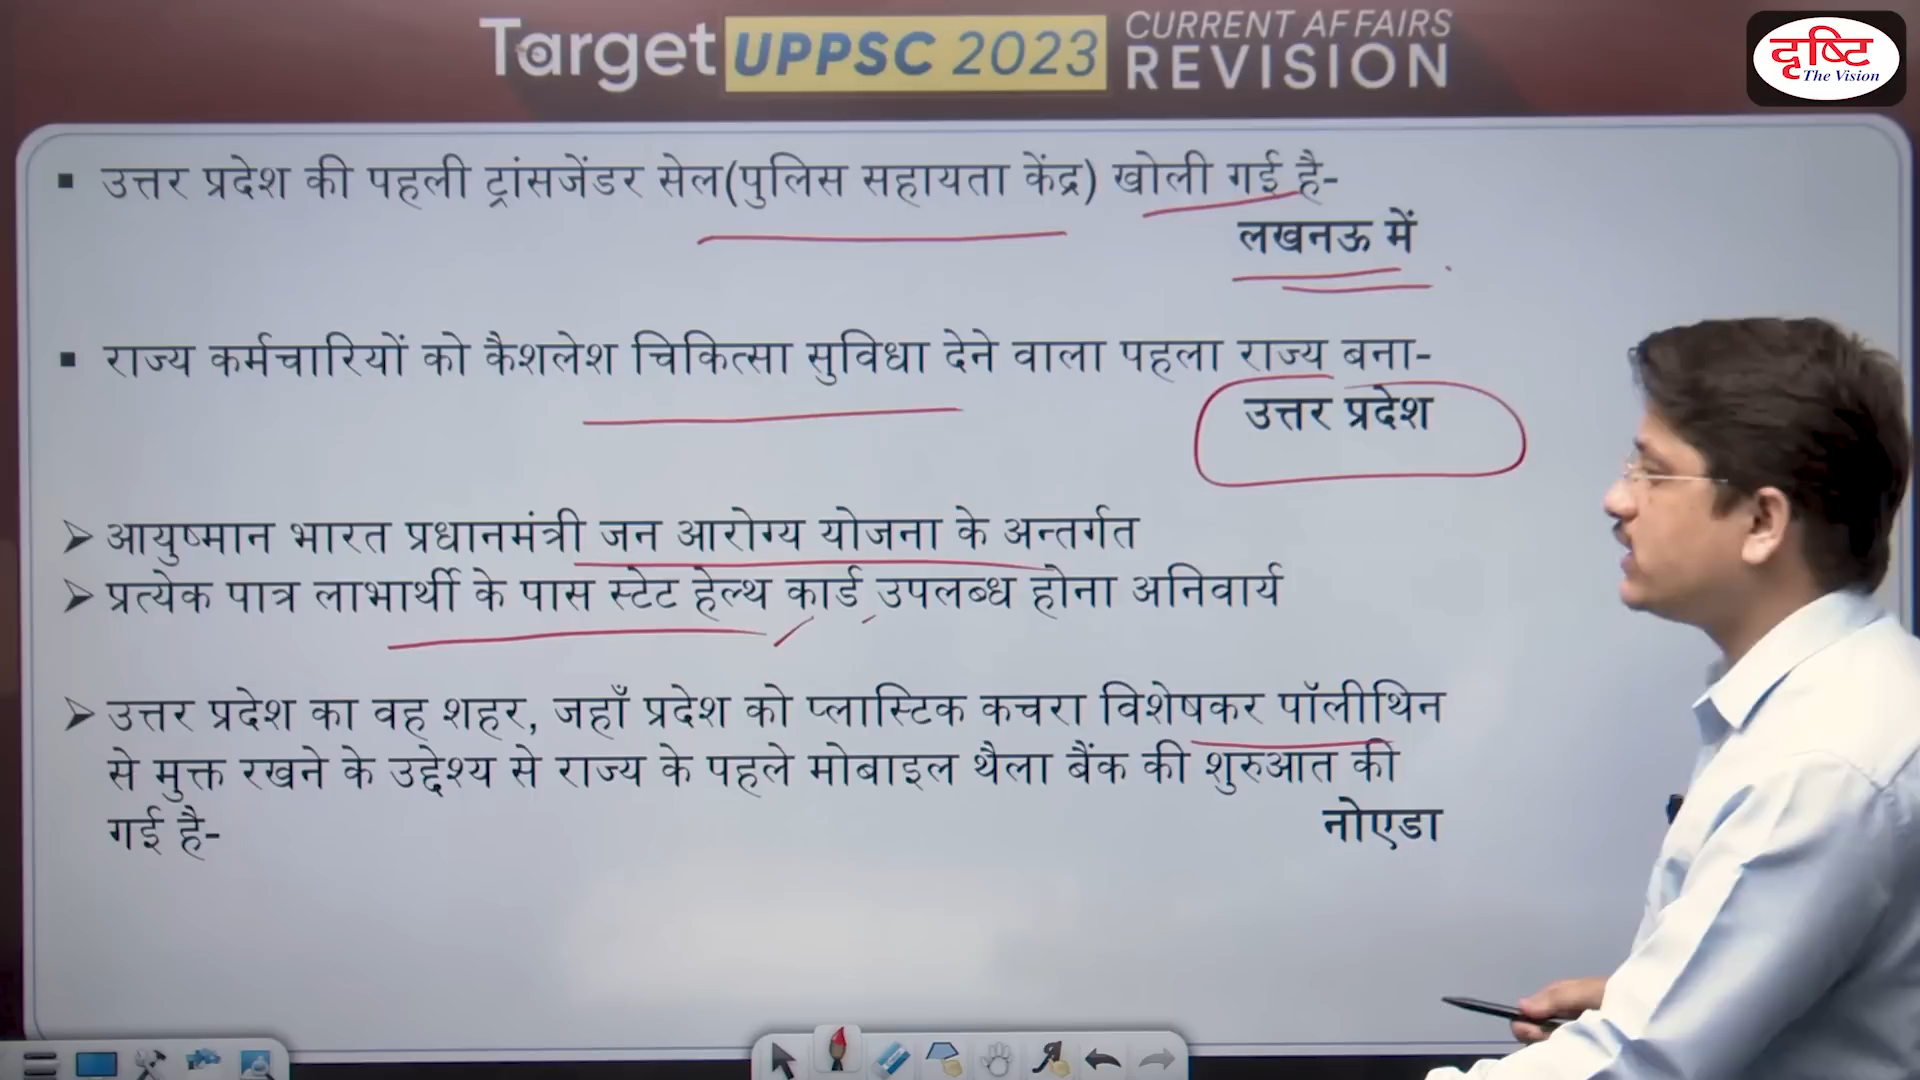 Target UPPSC 2023 CURRENT AFFAIRS REVISION
दृष्टि
The Vision
▪ उत्तर प्रदेश की पहली ट्रांसजेंडर सेल(पुलिस सहायता केंद्र) खोली गई है-
लखनऊ में
▪ राज्य कर्मचारियों को कैशलेश चिकित्सा सुविधा देने वाला पहला राज्य बना-
उत्तर प्रदेश
➢ आयुष्मान भारत प्रधानमंत्री जन आरोग्य योजना के अन्तर्गत
➢ प्रत्येक पात्र लाभार्थी के पास स्टेट हेल्थ कार्ड उपलब्ध होना अनिवार्य
➢ उत्तर प्रदेश का वह शहर, जहाँ प्रदेश को प्लास्टिक कचरा विशेषकर पॉलीथिन
से मुक्त रखने के उद्देश्य से राज्य के पहले मोबाइल थैला बैंक की शुरुआत की
गई है-
नोएडा